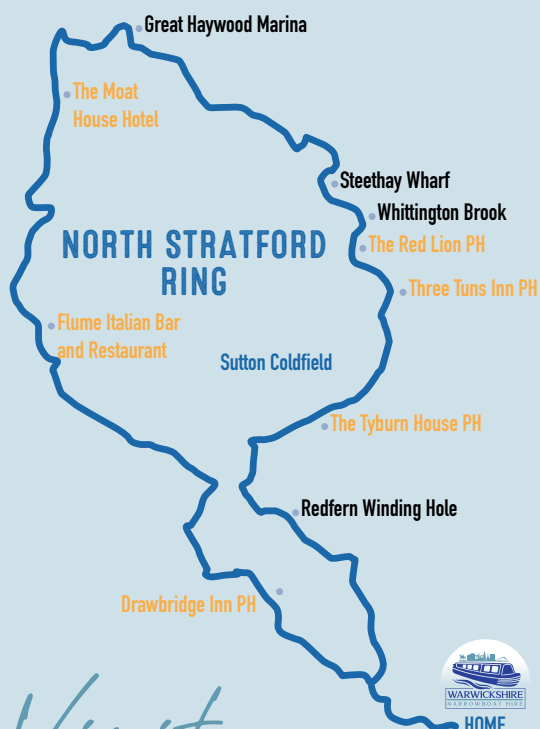 Great Haywood Marina
The Moat
House Hotel
Steethay Wharf
Whittington Brook
NORTH STRATFORD
RING
The Red Lion PH
Three Tuns Inn PH
Flume Italian Bar
and Restaurant
Sutton Coldfield
The Tyburn House PH
Redfern Winding Hole
Drawbridge Inn PH
WARWICKSHIRE
NARROWBOAT HIRE
HOME